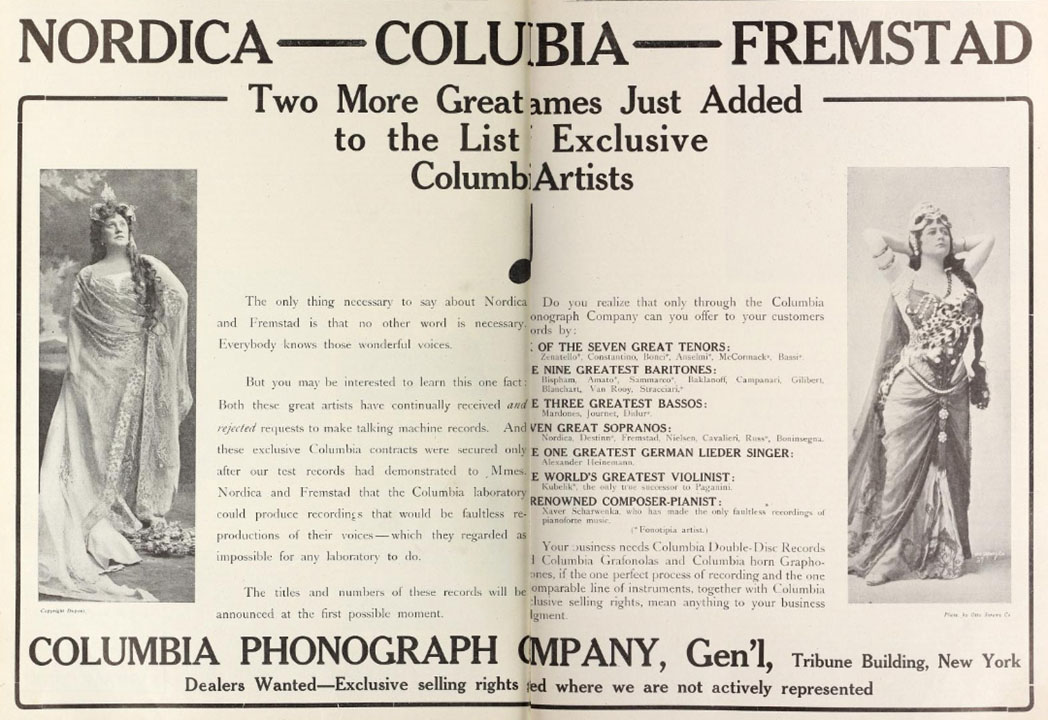 NORDICA — COLUMBIA — FREMSTAD
Two More Great ames Just Added
to the List Exclusive
Columbi Artists
The only thing necessary to say about Nordica
and Fremstad is that no other word is necessary.
Everybody knows those wonderful voices.
But you may be interested to learn this one fact:
Both these great artists have continually received and
rejected requests to make talking machine records. And
these exclusive Columbia contracts were secured only
after our test records had demonstrated to Mmes.
Nordica and Fremstad that the Columbia laboratory
could produce recordings that would be faultless re-
productions of their voices—which they regarded as
impossible for any laboratory to do.
The titles and numbers of these records will be
announced at the first possible moment.
Copyright Dupont.
Do you realize that only through the Columbia
onograph Company can you offer to your customers
ords by:
OF THE SEVEN GREAT TENORS:
Zenatello*, Constantino, Bonci*, Anselmi*, McCormack*, Bassi*.
E NINE GREATEST BARITONES:
Bispham, Amato*, Sammarco*, Baklanoff, Campanari, Gilibert,
Blanchart, Van Rooy, Stracciari.*
E THREE GREATEST BASSOS:
Mardones, Journet, Didur*.
VEN GREAT SOPRANOS:
Nordica, Destinn*, Fremstad, Nielsen, Cavalieri, Russ*, Boninsegna.
E ONE GREATEST GERMAN LIEDER SINGER:
Alexander Heinemann.
E WORLD'S GREATEST VIOLINIST:
Kubelik*, the only true successor to Paganini.
RENOWNED COMPOSER-PIANIST:
Xaver Scharwenka, who has made the only faultless recordings of
pianoforte music.
(*Fonotipia artist.)
Your business needs Columbia Double-Disc Records
Columbia Grafonolas and Columbia horn Grapho-
ones, if the one perfect process of recording and the one
omparable line of instruments, together with Columbia
clusive selling rights, mean anything to your business
dgment.
COLUMBIA PHONOGRAPH OMPANY, Gen'l, Tribune Building, New York
Dealers Wanted—Exclusive selling rights ed where we are not actively represented